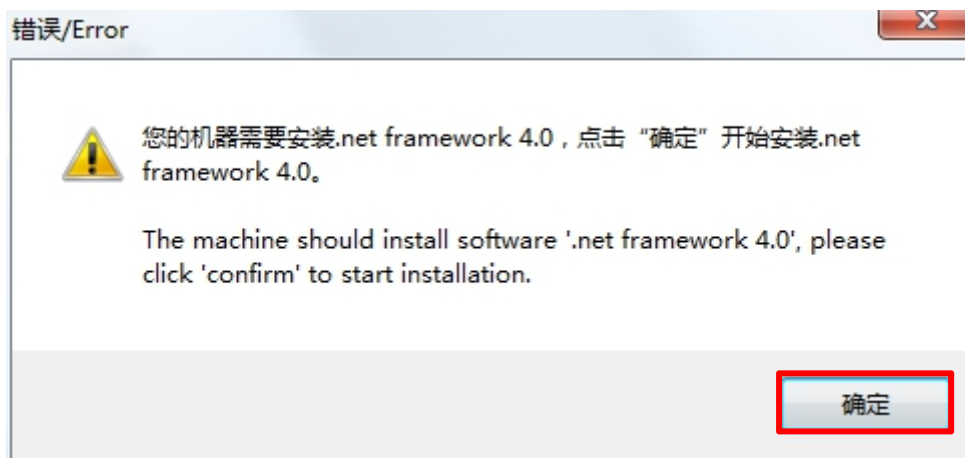 错误/Error
您的机器需要安装.net framework 4.0，点击“确定”开始安装.net
framework 4.0。
The machine should install software '.net framework 4.0', please
click 'confirm' to start installation.
确定